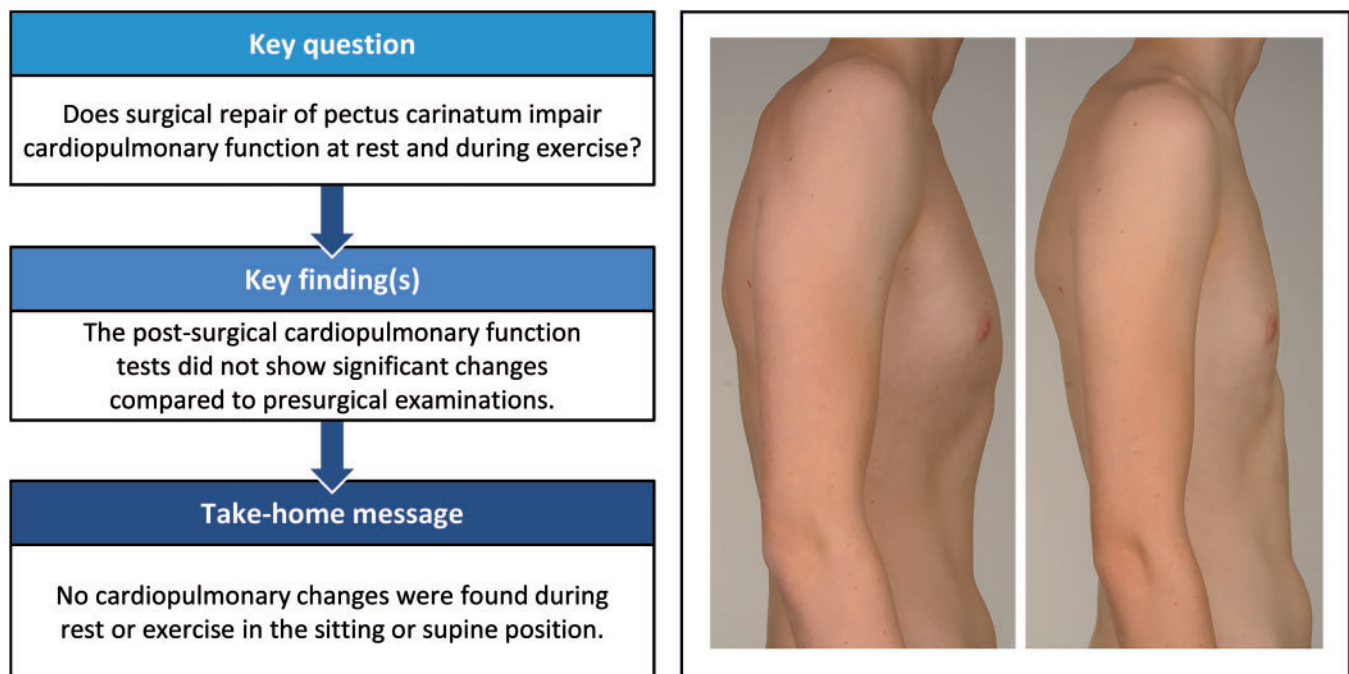 Key question
Does surgical repair of pectus carinatum impair
cardiopulmonary function at rest and during exercise?
Key finding(s)
The post-surgical cardiopulmonary function
tests did not show significant changes
compared to presurgical examinations.
Take-home message
No cardiopulmonary changes were found during
rest or exercise in the sitting or supine position.